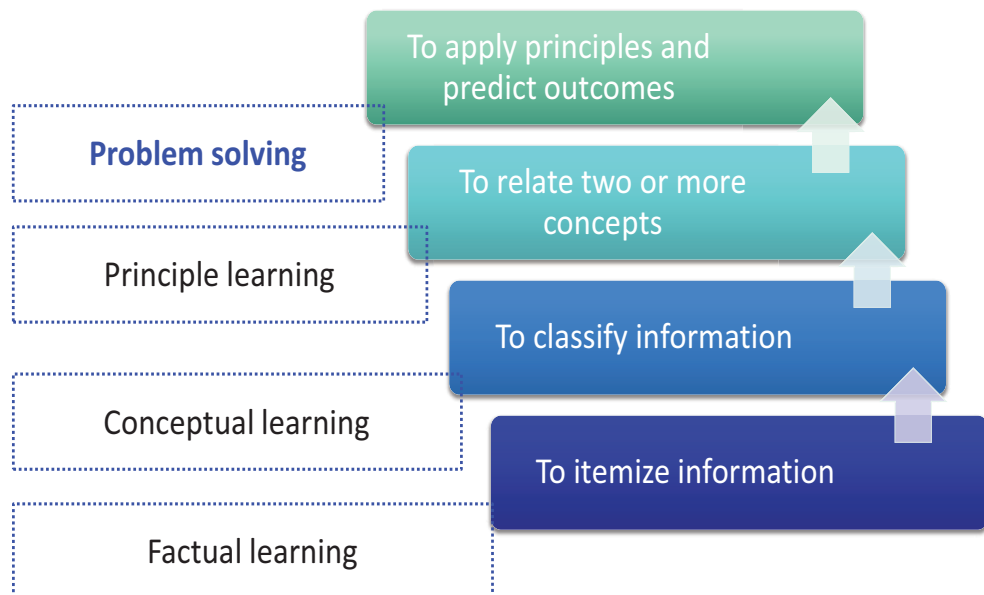 To apply principles and
predict outcomes
Problem solving
To relate two or more
concepts
Principle learning
To classify information
Conceptual learning
To itemize information
Factual learning